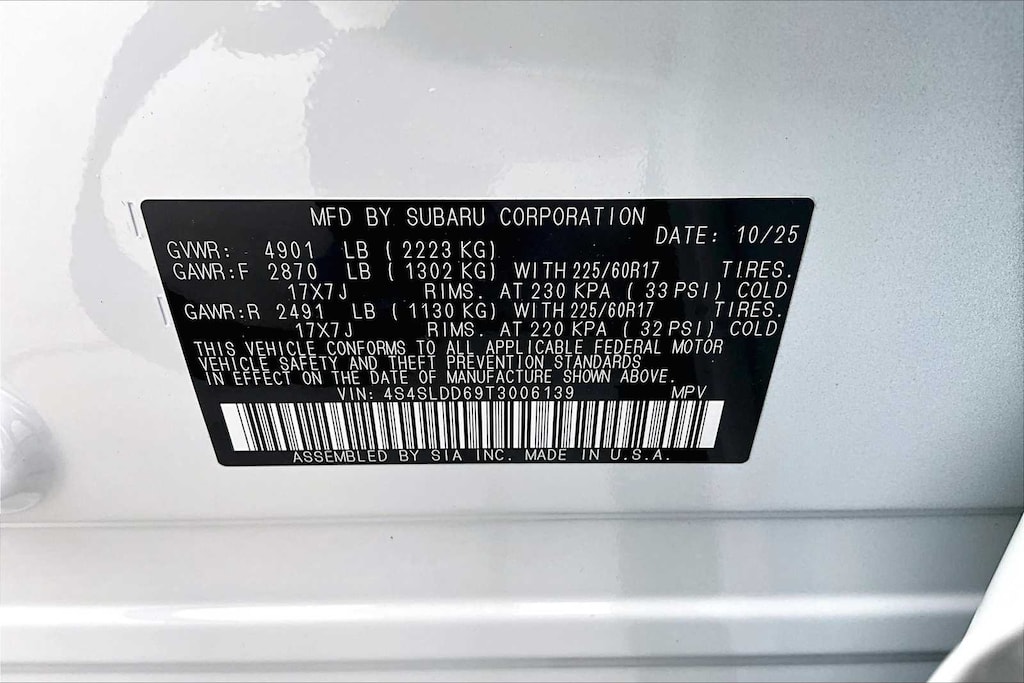 MFD BY SUBARU CORPORATION
DATE: 10/25
GVWR: 4901 LB (2223 KG)
GAWR:F 2870 LB (1302 KG) WITH 225/60R17 TIRES.
17X7J RIMS. AT 230 KPA (33 PSI) COLD
GAWR:R 2491 LB (1130 KG) WITH 225/60R17 TIRES.
17X7J RIMS. AT 220 KPA (32 PSI) COLD
THIS VEHICLE CONFORMS TO ALL APPLICABLE FEDERAL MOTOR
VEHICLE SAFETY AND THEFT PREVENTION STANDARDS
IN EFFECT ON THE DATE OF MANUFACTURE SHOWN ABOVE.
VIN: 4S4SLDD69T3006139 MPV
ASSEMBLED BY SIA INC. MADE IN U.S.A.